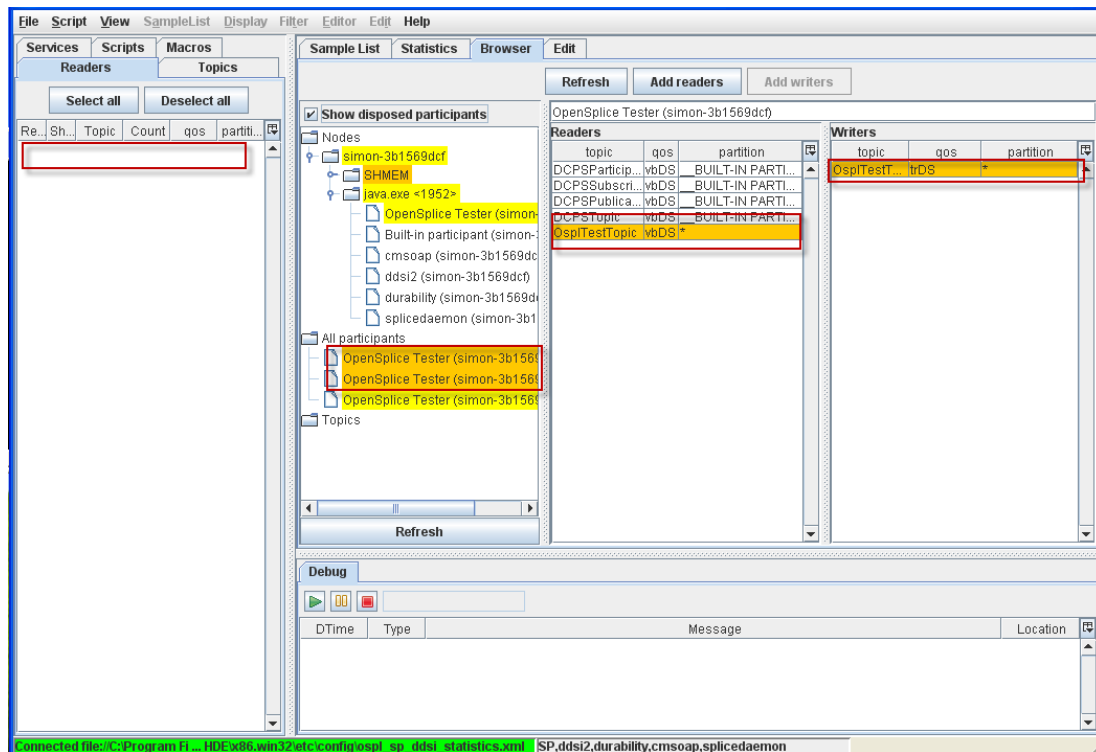 File Script View SampleList Display Filter Editor Edit Help
Services Scripts Macros
Readers Topics
Select all Deselect all
Re... Sh... Topic Count qos partiti...
Sample List Statistics Browser Edit
Refresh Add readers Add writers
Show disposed participants
Nodes
simon-3b1569dcf
SHMEM
java.exe <1952>
OpenSplice Tester (simon-
Built-in participant (simon-
cmsoap (simon-3b1569dc
ddsi2 (simon-3b1569dcf)
durability (simon-3b1569d
splicedaemon (simon-3b1
All participants
OpenSplice Tester (simon-3b156
OpenSplice Tester (simon-3b156
OpenSplice Tester (simon-3b156
Topics
Refresh
OpenSplice Tester (simon-3b1569dcf)
Readers
topic qos partition
DCPSParticip... vbDS __BUILT-IN PARTI...
DCPSSubscri... vbDS __BUILT-IN PARTI...
DCPSPublica... vbDS __BUILT-IN PARTI...
DCPSTopic vbDS __BUILT-IN PARTI...
OsplTestTopic vbDS *
Writers
topic qos partition
OsplTestT... trDS *
Debug
DTime Type Message Location
Connected file://C:\Program Fi ... HDE\x86.win32\etc\config\ospl_sp_ddsi_statistics.xml SP,ddsi2,durability,cmsoap,splicedaemon